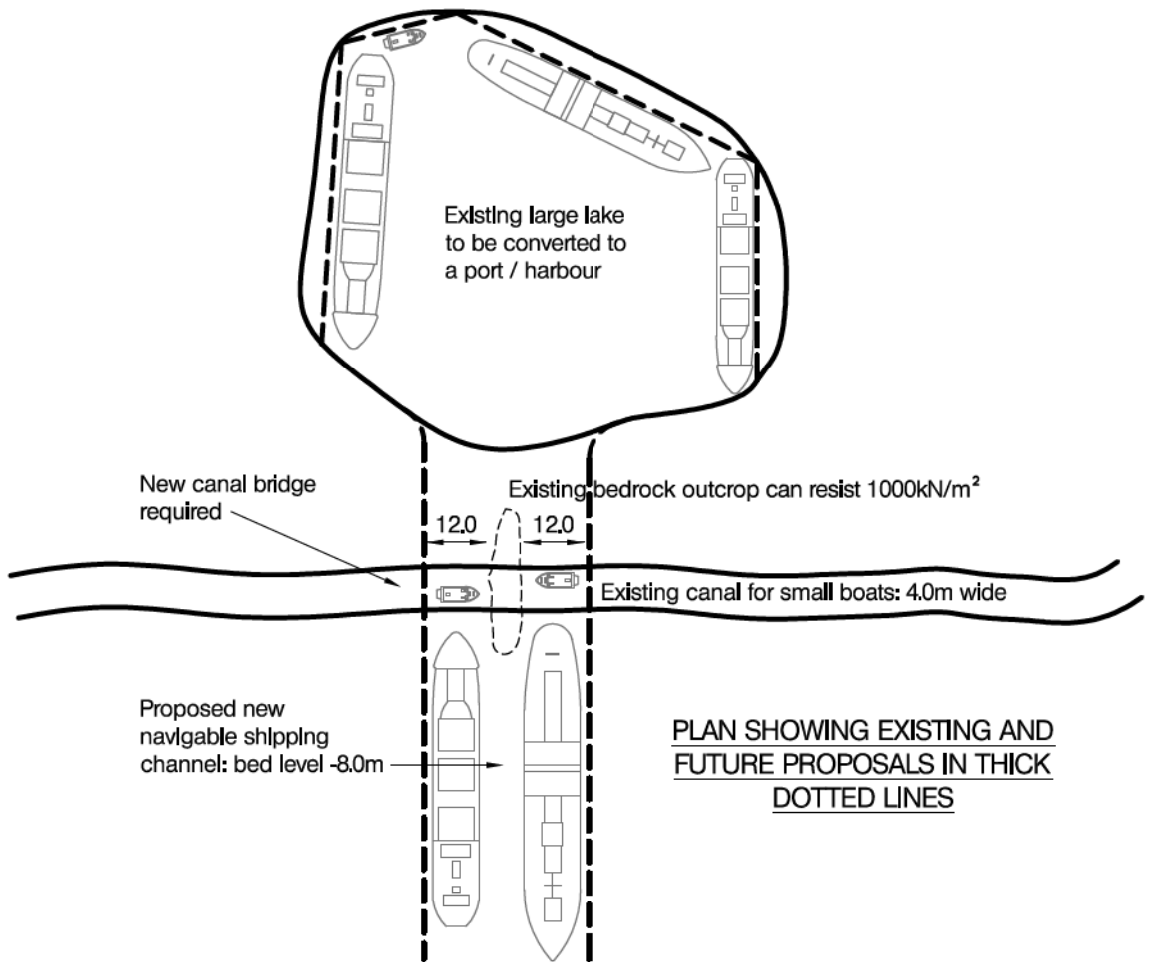 Existing large lake
to be converted to
a port / harbour
New canal bridge
required
Existing bedrock outcrop can resist 1000kN/m²
12.0
12.0
Existing canal for small boats: 4.0m wide
Proposed new
navigable shipping
channel: bed level -8.0m
PLAN SHOWING EXISTING AND
FUTURE PROPOSALS IN THICK
DOTTED LINES